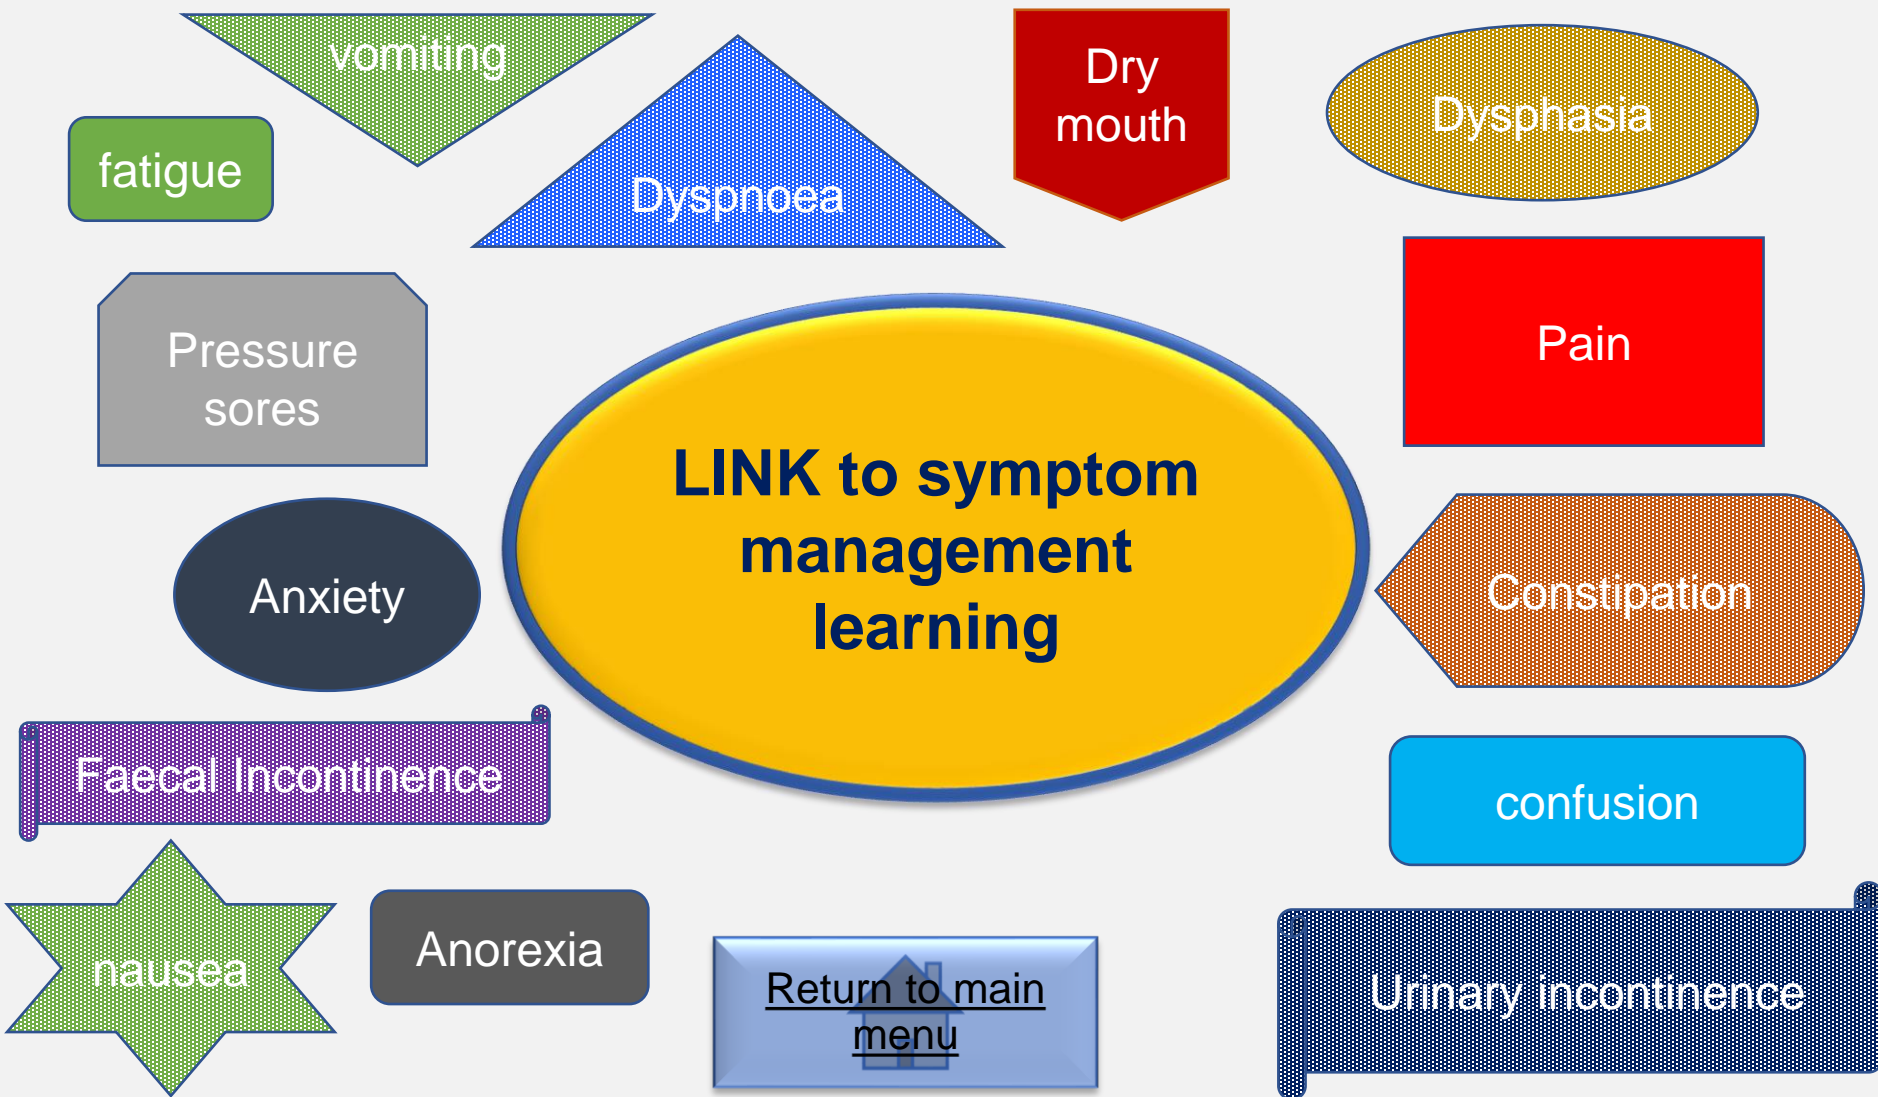 vomiting
Dry
mouth
Dysphasia
fatigue
Dyspnoea
Pressure
sores
Pain
LINK to symptom
management
learning
Anxiety
Constipation
Faecal Incontinence
confusion
nausea
Anorexia
Return to main
menu
Urinary incontinence